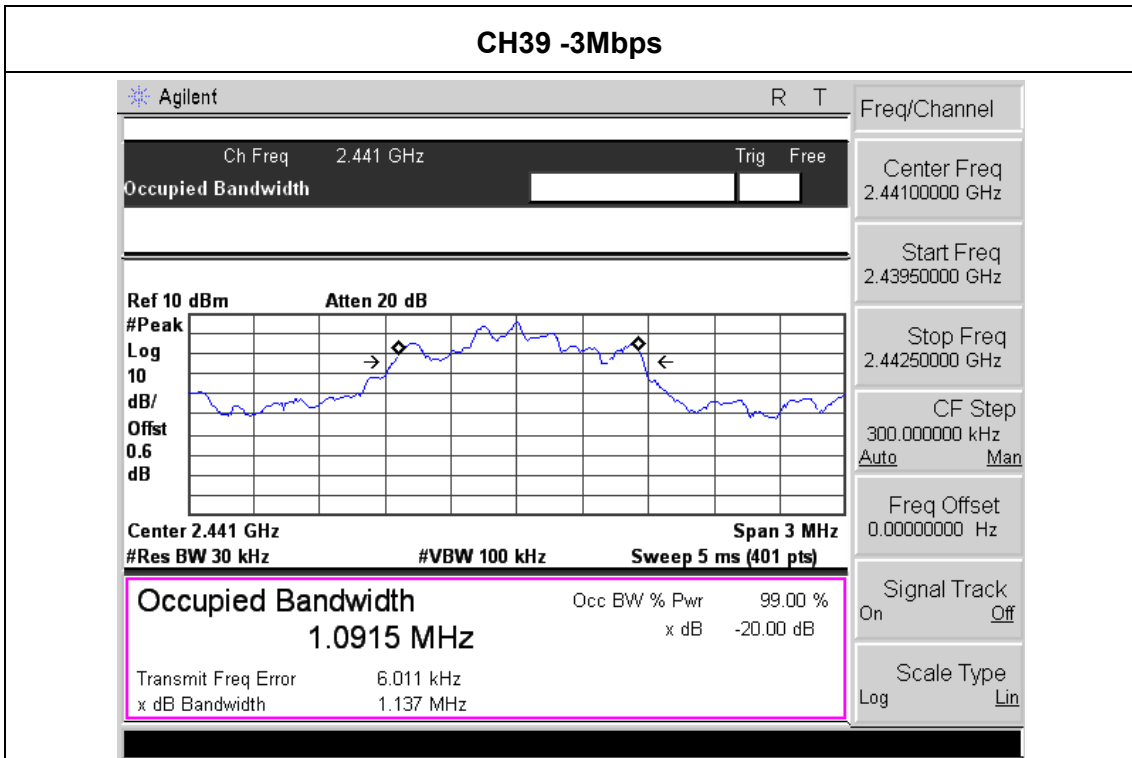 CH39 -3Mbps
Agilent R T
Ch Freq 2.441 GHz Trig Free
Occupied Bandwidth
Ref 10 dBm Atten 20 dB
#Peak
Log
10
dB/
Offst
0.6
dB
Center 2.441 GHz Span 3 MHz
#Res BW 30 kHz #VBW 100 kHz Sweep 5 ms (401 pts)
Occupied Bandwidth Occ BW % Pwr 99.00 %
1.0915 MHz x dB -20.00 dB
Transmit Freq Error 6.011 kHz
x dB Bandwidth 1.137 MHz
Freq/Channel
Center Freq
2.44100000 GHz
Start Freq
2.43950000 GHz
Stop Freq
2.44250000 GHz
CF Step
300.000000 kHz
Auto Man
Freq Offset
0.00000000 Hz
Signal Track
On Off
Scale Type
Log Lin